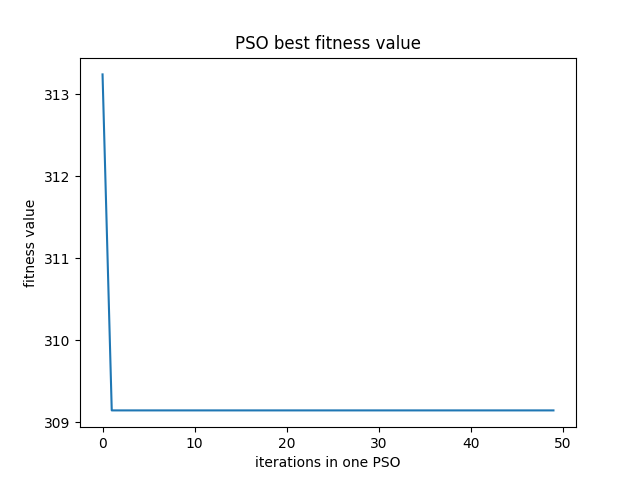 PSO best fitness value
313
312
311
310
309
fitness value
0 10 20 30 40 50
iterations in one PSO